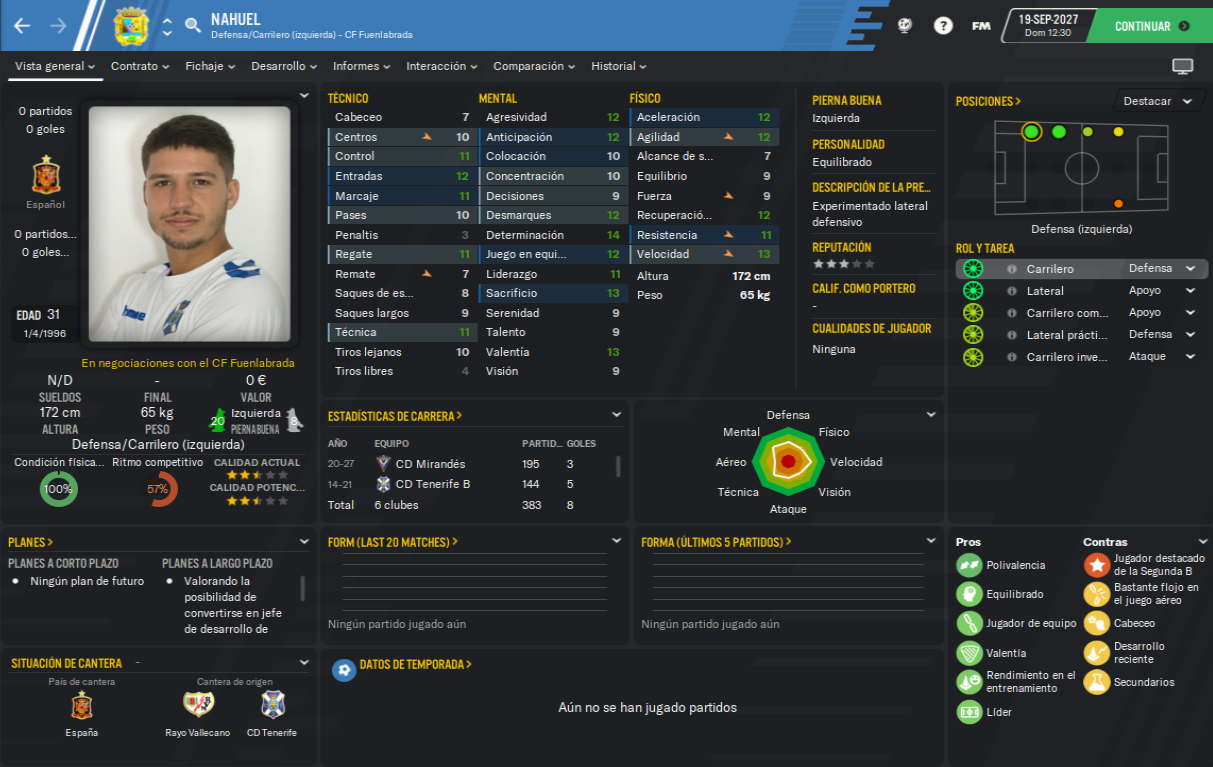 NAHUEL
Defensa/Carrilero (izquierda) - CF Fuenlabrada
?
FM
19-SEP-2027
Dom 12:30
CONTINUAR
Vista general
Contrato
Fichaje
Desarrollo
Informes
Interacción
Comparación
Historial
0 partidos
0 goles
Español
0 partidos...
0 goles...
EDAD 31
1/4/1996
En negociaciones con el CF Fuenlabrada
N/D
SUELDOS
-
FINAL
0 €
VALOR
172 cm
ALTURA
65 kg
PESO
20
Izquierda
PIERNA BUENA
8
Defensa/Carrilero (izquierda)
Condición física...
100%
Ritmo competitivo
57%
CALIDAD ACTUAL
CALIDAD POTENC...
TÉCNICO
Cabeceo 7
Centros 10
Control 11
Entradas 12
Marcaje 11
Pases 10
Penaltis 3
Regate 11
Remate 7
Saques de es... 8
Saques largos 9
Técnica 11
Tiros lejanos 10
Tiros libres 4
MENTAL
Agresividad 12
Anticipación 12
Colocación 10
Concentración 10
Decisiones 9
Desmarques 12
Determinación 14
Juego en equi... 12
Liderazgo 11
Sacrificio 13
Serenidad 9
Talento 9
Valentía 13
Visión 9
FÍSICO
Aceleración 12
Agilidad 12
Alcance de s... 7
Equilibrio 9
Fuerza 9
Recuperació... 12
Resistencia 11
Velocidad 13
Altura 172 cm
Peso 65 kg
PIERNA BUENA
Izquierda
PERSONALIDAD
Equilibrado
DESCRIPCIÓN DE LA PRE...
Experimentado lateral
defensivo
REPUTACIÓN
CALIF. COMO PORTERO
-
CUALIDADES DE JUGADOR
Ninguna
POSICIONES >
Destacar
Defensa (izquierda)
ROL Y TAREA
Carrilero Defensa
Lateral Apoyo
Carrilero com... Apoyo
Lateral prácti... Defensa
Carrilero inve... Ataque
ESTADÍSTICAS DE CARRERA >
AÑO EQUIPO PARTID... GOLES
20-27 CD Mirandés 195 3
14-21 CD Tenerife B 144 5
Total 6 clubes 383 8
Defensa
Mental Físico
Aéreo Velocidad
Técnica Visión
Ataque
PLANES >
PLANES A CORTO PLAZO
• Ningún plan de futuro
PLANES A LARGO PLAZO
• Valorando la
posibilidad de
convertirse en jefe
de desarrollo de
FORM (LAST 20 MATCHES) >
Ningún partido jugado aún
FORMA (ÚLTIMOS 5 PARTIDOS) >
Ningún partido jugado aún
Pros
Polivalencia
Equilibrado
Jugador de equipo
Valentía
Rendimiento en el
entrenamiento
Líder
Contras
Jugador destacado
de la Segunda B
Bastante flojo en
el juego aéreo
Cabeceo
Desarrollo
reciente
Secundarios
SITUACIÓN DE CANTERA -
País de cantera
España
Cantera de origen
Rayo Vallecano
CD Tenerife
DATOS DE TEMPORADA >
Aún no se han jugado partidos